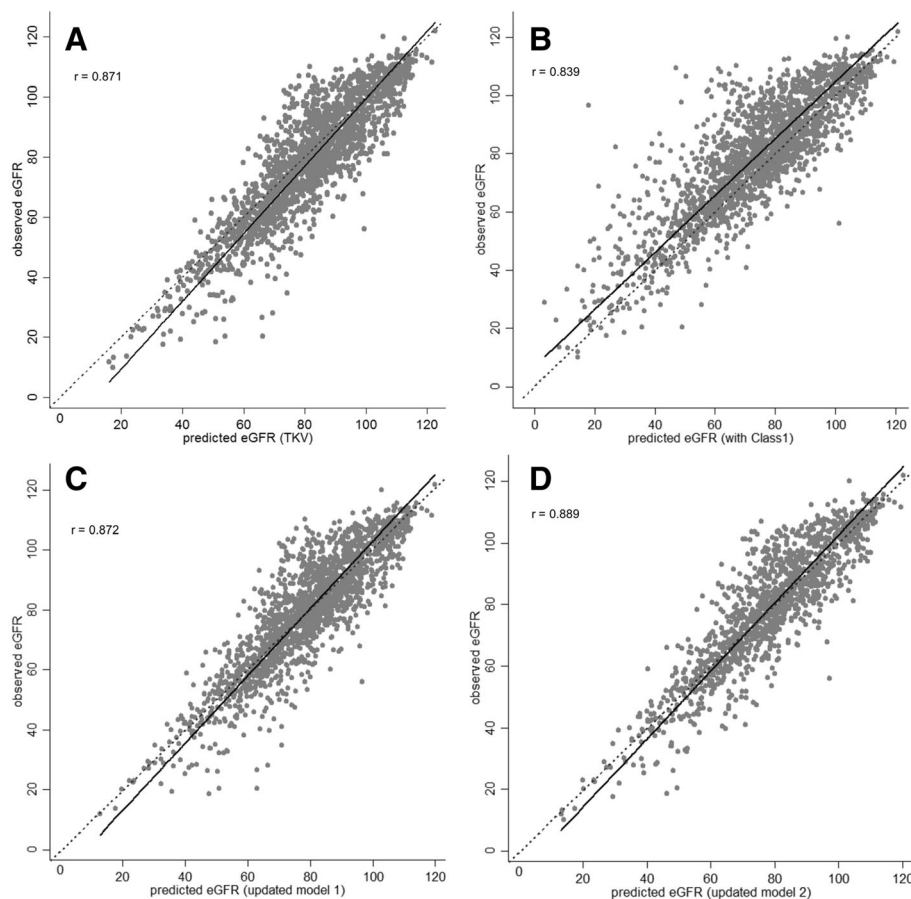 A
r = 0.871
observed eGFR
0 20 40 60 80 100 120
0 20 40 60 80 100 120
predicted eGFR (TKV)
B
r = 0.839
observed eGFR
0 20 40 60 80 100 120
0 20 40 60 80 100 120
predicted eGFR (with Class1)
C
r = 0.872
observed eGFR
0 20 40 60 80 100 120
0 20 40 60 80 100 120
predicted eGFR (updated model 1)
D
r = 0.889
observed eGFR
0 20 40 60 80 100 120
0 20 40 60 80 100 120
predicted eGFR (updated model 2)